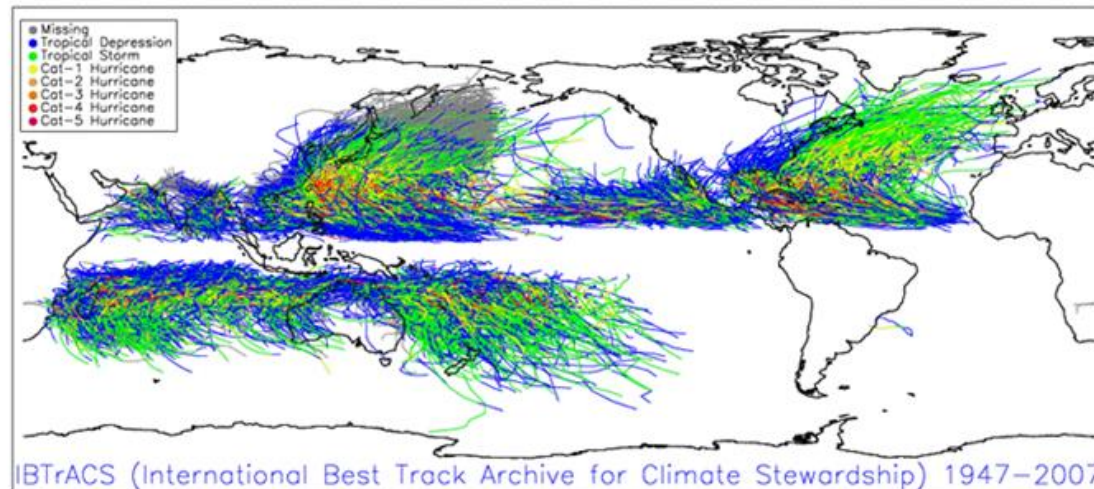 Missing
Tropical Depression
Tropical Storm
Cat-1 Hurricane
Cat-2 Hurricane
Cat-3 Hurricane
Cat-4 Hurricane
Cat-5 Hurricane
IBTrACS (International Best Track Archive for Climate Stewardship) 1947-2007